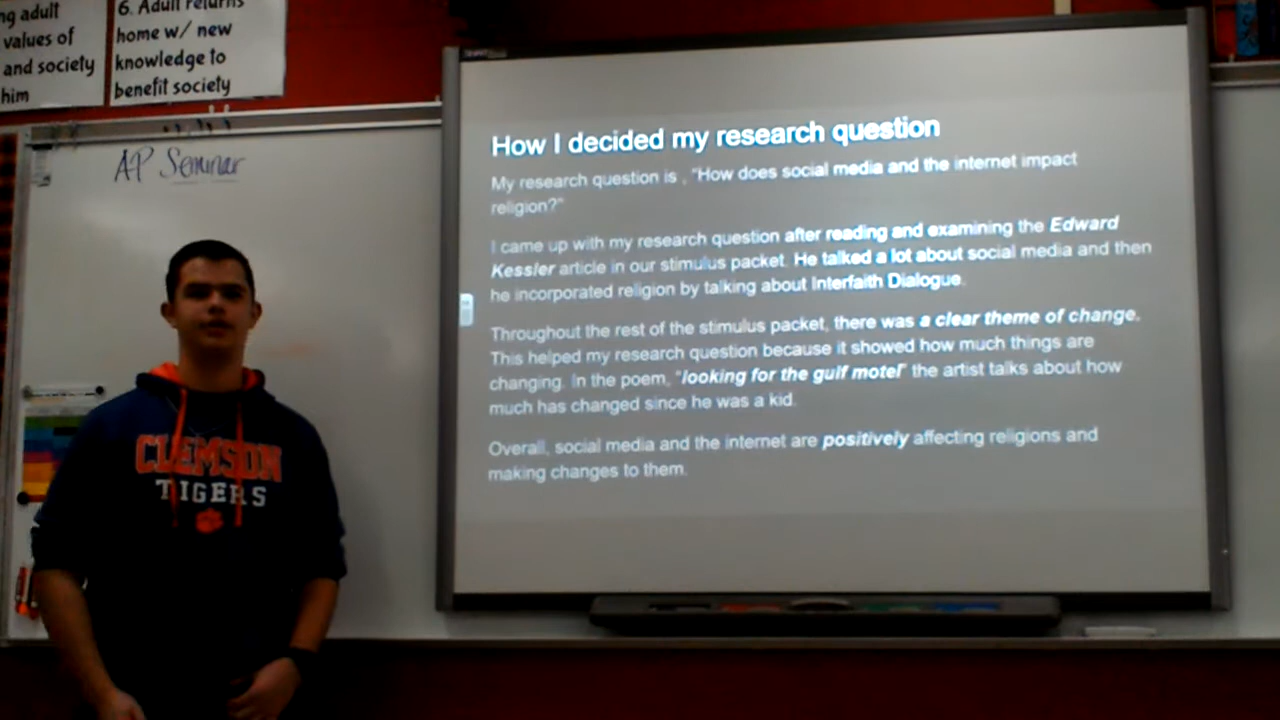 ng adult
values of
and society
him
6. Adult returns
home w/ new
knowledge to
benefit society
AP Seminar
CLEMSON
TIGERS
How I decided my research question
My research question is , "How does social media and the internet impact
religion?"
I came up with my research question after reading and examining the Edward
Kessler article in our stimulus packet. He talked a lot about social media and then
he incorporated religion by talking about Interfaith Dialogue.
Throughout the rest of the stimulus packet, there was a clear theme of change.
This helped my research question because it showed how much things are
changing. In the poem, "looking for the gulf motel" the artist talks about how
much has changed since he was a kid.
Overall, social media and the internet are positively affecting religions and
making changes to them.